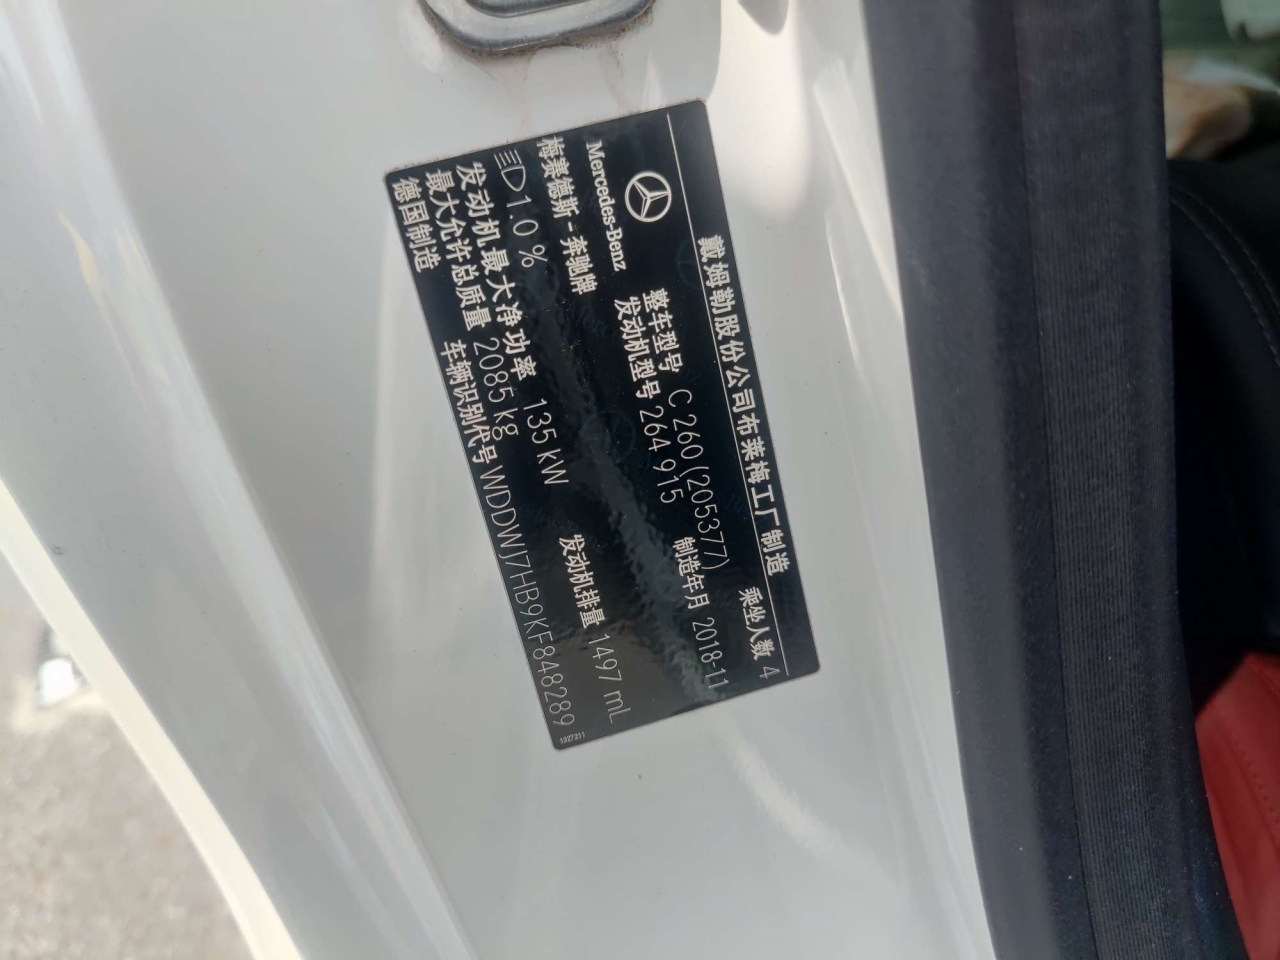 戴姆勒股份公司布莱梅工厂制造
乘坐人数 4
Mercedes-Benz
整车型号 C 260 (205377)
制造年月 2018-11
梅赛德斯-奔驰牌
发动机型号 264 915
1.0 %
发动机最大净功率 135 kW
发动机排量 1497 mL
最大允许总质量 2085 kg
德国制造
车辆识别代号 WDDWJ7HB9KF848289
1327211